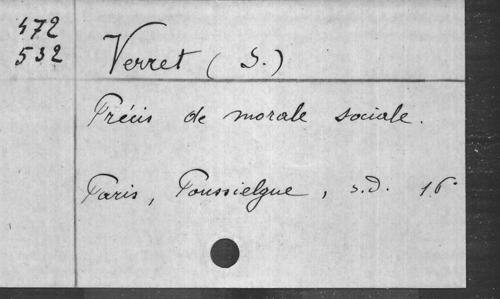 472
532
Verret (S.)
Précis de morale sociale.
Paris, Poussielgue, s.d. 16°